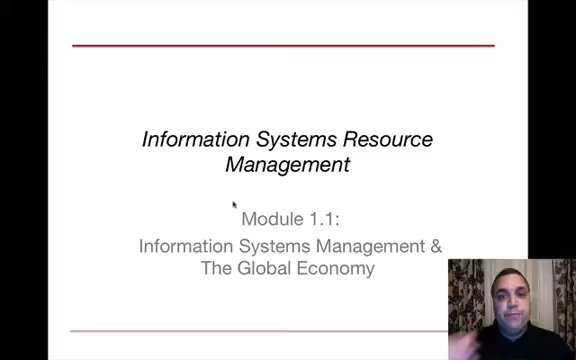 Information Systems Resource
Management
Module 1.1:
Information Systems Management &
The Global Economy